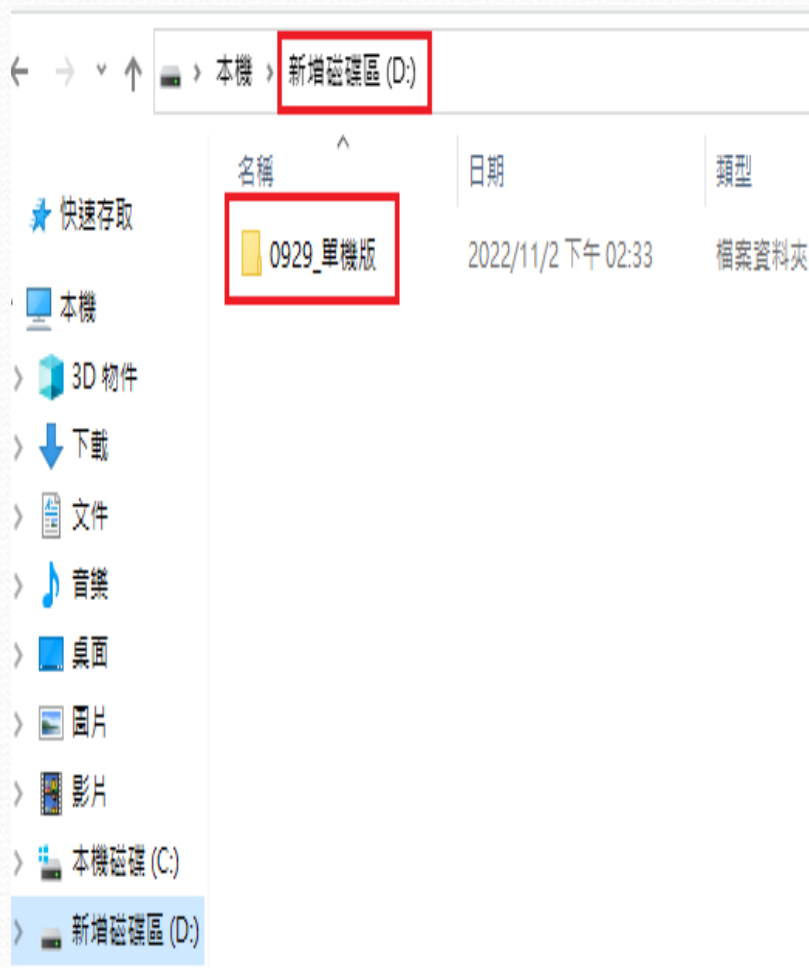 本機 › 新增磁碟區 (D:)
名稱 日期 類型
0929_單機版 2022/11/2 下午 02:33 檔案資料夾
快速存取
本機
3D 物件
下載
文件
音樂
桌面
圖片
影片
本機磁碟 (C:)
新增磁碟區 (D:)